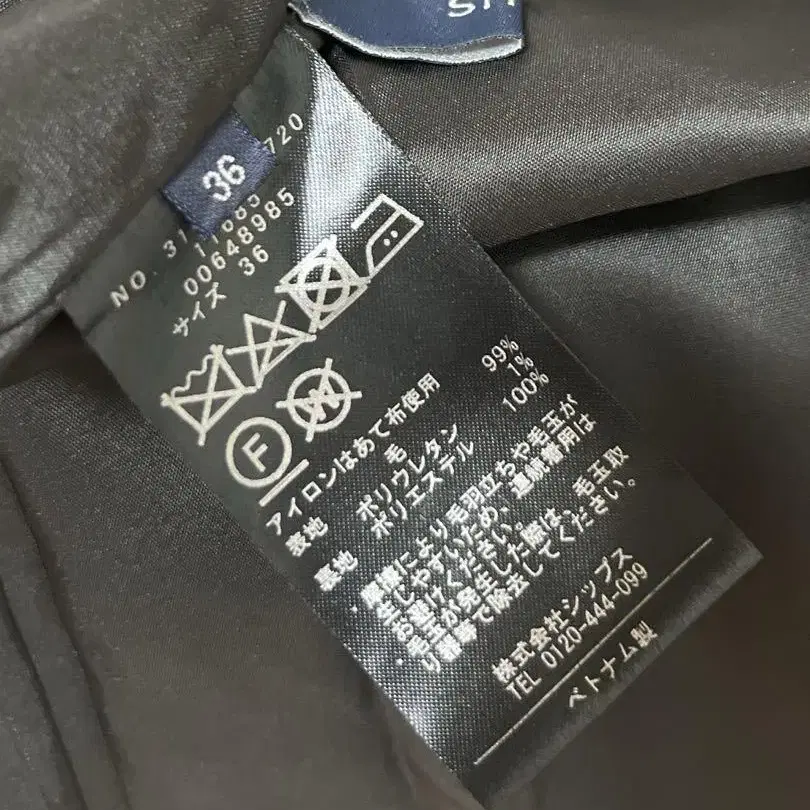 36
720
NO. 31
00648985
サイズ 36
F
W
アイロンはあて布使用
表地 毛 99%
ポリウレタン 1%
裏地 ポリエステル 100%
・摩擦により毛羽立ちや毛玉が
生じやすいため、連続着用は
お避けください。
・毛玉が発生した際は、毛玉取
り器等で除去してください。
株式会社シップス
TEL 0120-444-099
ベトナム製